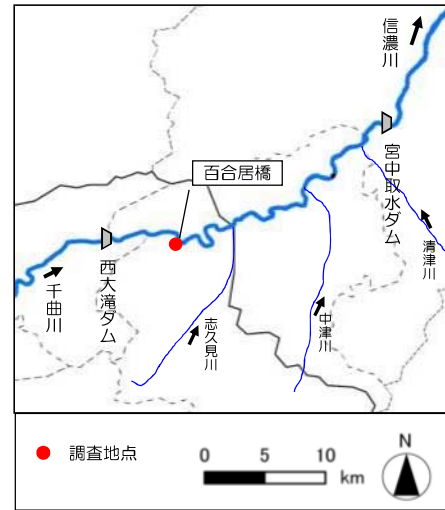 信濃川
宮中取水ダム
百合居橋
清津川
西大滝ダム
千曲川
志久見川
中津川
調査地点
0 5 10
km
N